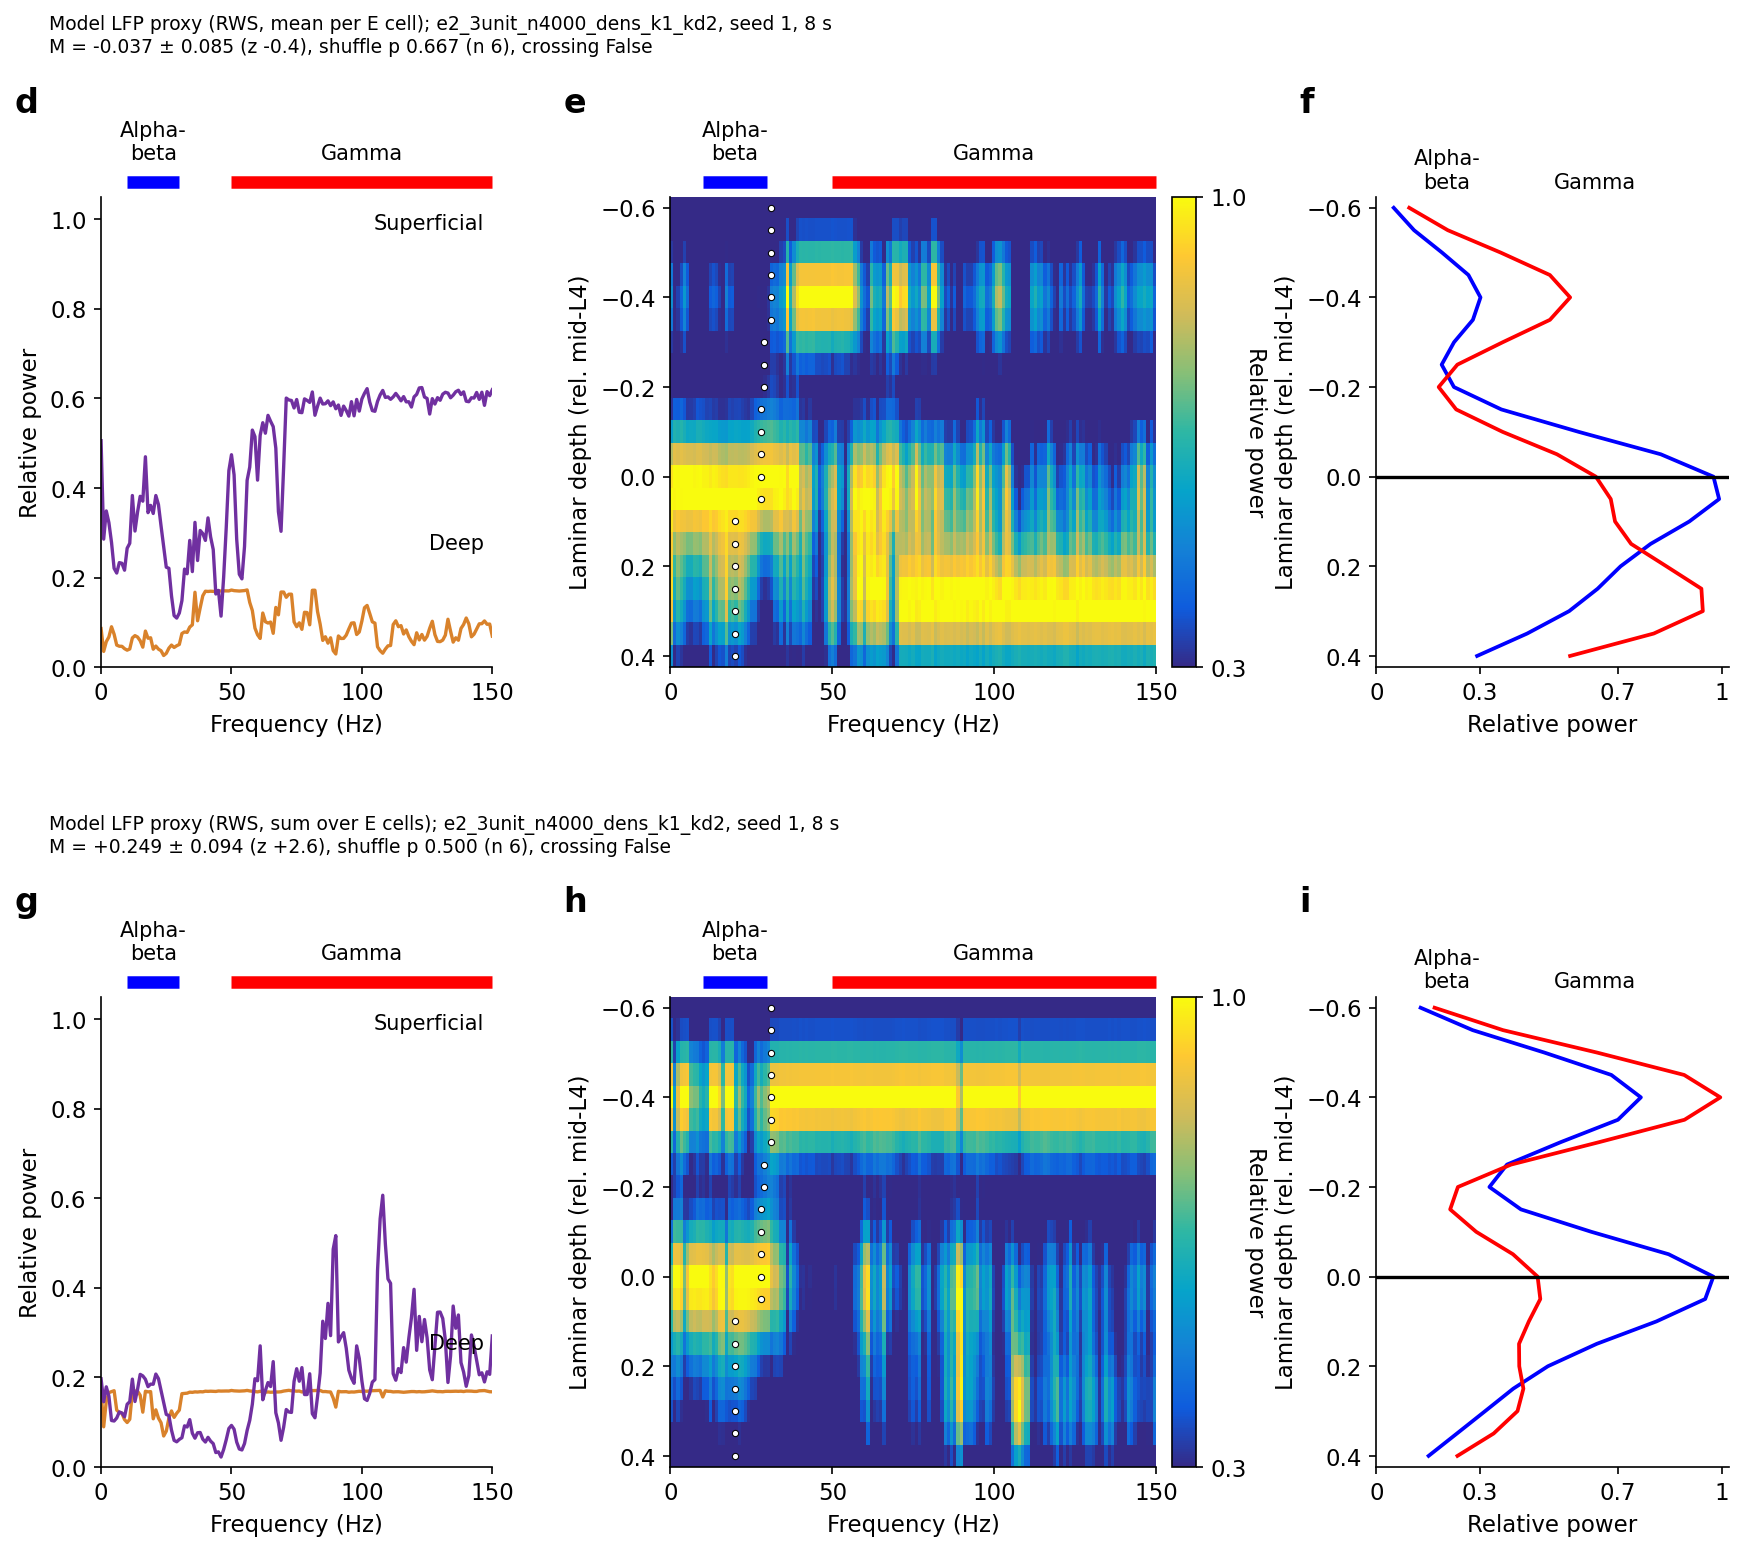 Model LFP proxy (RWS, mean per E cell); e2_3unit_n4000_dens_k1_kd2, seed 1, 8 s
M = -0.037 ± 0.085 (z -0.4), shuffle p 0.667 (n 6), crossing False
d
Alpha-
beta
Gamma
Superficial
Deep
1.0
0.8
0.6
0.4
0.2
0.0
Relative power
0
50
100
150
Frequency (Hz)
e
Alpha-
beta
Gamma
−0.6
−0.4
−0.2
0.0
0.2
0.4
Laminar depth (rel. mid-L4)
0
50
100
150
Frequency (Hz)
1.0
0.3
Relative power
f
Alpha-
beta
Gamma
−0.6
−0.4
−0.2
0.0
0.2
0.4
Laminar depth (rel. mid-L4)
0
0.3
0.7
1
Relative power
Model LFP proxy (RWS, sum over E cells); e2_3unit_n4000_dens_k1_kd2, seed 1, 8 s
M = +0.249 ± 0.094 (z +2.6), shuffle p 0.500 (n 6), crossing False
g
Alpha-
beta
Gamma
Superficial
Deep
1.0
0.8
0.6
0.4
0.2
0.0
Relative power
0
50
100
150
Frequency (Hz)
h
Alpha-
beta
Gamma
−0.6
−0.4
−0.2
0.0
0.2
0.4
Laminar depth (rel. mid-L4)
0
50
100
150
Frequency (Hz)
1.0
0.3
Relative power
i
Alpha-
beta
Gamma
−0.6
−0.4
−0.2
0.0
0.2
0.4
Laminar depth (rel. mid-L4)
0
0.3
0.7
1
Relative power